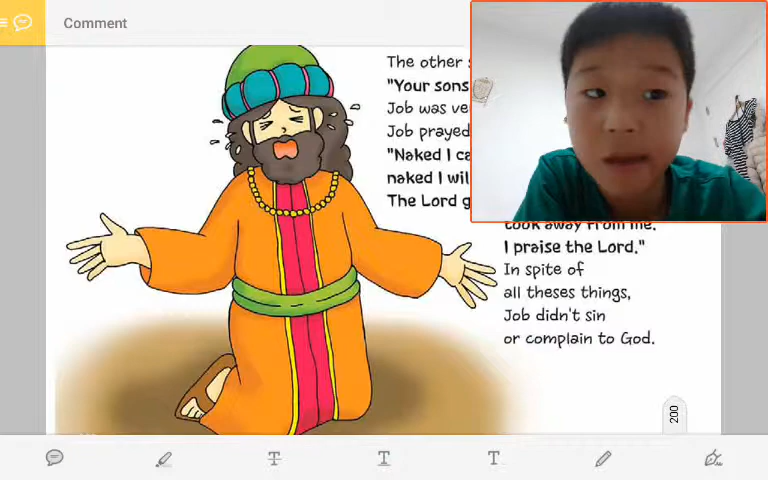 Comment
The other
"Your sons
Job was ve
Job prayed
"Naked I ca
naked I wil
The Lord g
took away from me.
I praise the Lord."
In spite of
all theses things,
Job didn't sin
or complain to God.
200
T T T